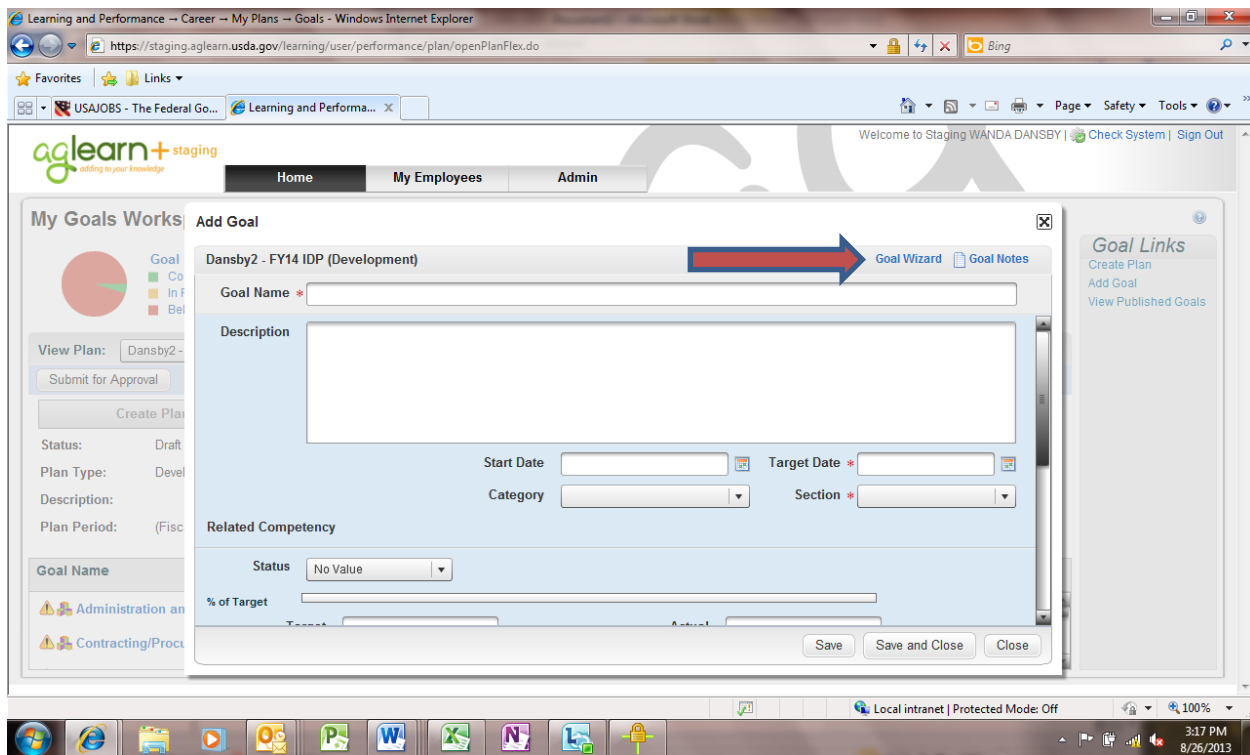 Learning and Performance → Career → My Plans → Goals - Windows Internet Explorer
https://staging.aglearn.usda.gov/learning/user/performance/plan/openPlanFlex.do
Bing
Favorites
Links
USAJOBS - The Federal Go...
Learning and Performa...
Page
Safety
Tools
Welcome to Staging WANDA DANSBY |
Check System | Sign Out
aglearn+ staging
adding to your knowledge
Home
My Employees
Admin
My Goals Works
Add Goal
Goal Links
Create Plan
Add Goal
View Published Goals
Goal
Co
In P
Bel
Dansby2 - FY14 IDP (Development)
Goal Wizard
Goal Notes
Goal Name *
Description
View Plan:
Dansby2 -
Submit for Approval
Create Plan
Status:
Draft
Plan Type:
Devel
Description:
Plan Period:
(Fisc
Start Date
Target Date *
Category
Section *
Related Competency
Status
No Value
% of Target
Target
Actual
Goal Name
Administration an
Contracting/Procu
Save
Save and Close
Close
Local intranet | Protected Mode: Off
100%
3:17 PM
8/26/2013